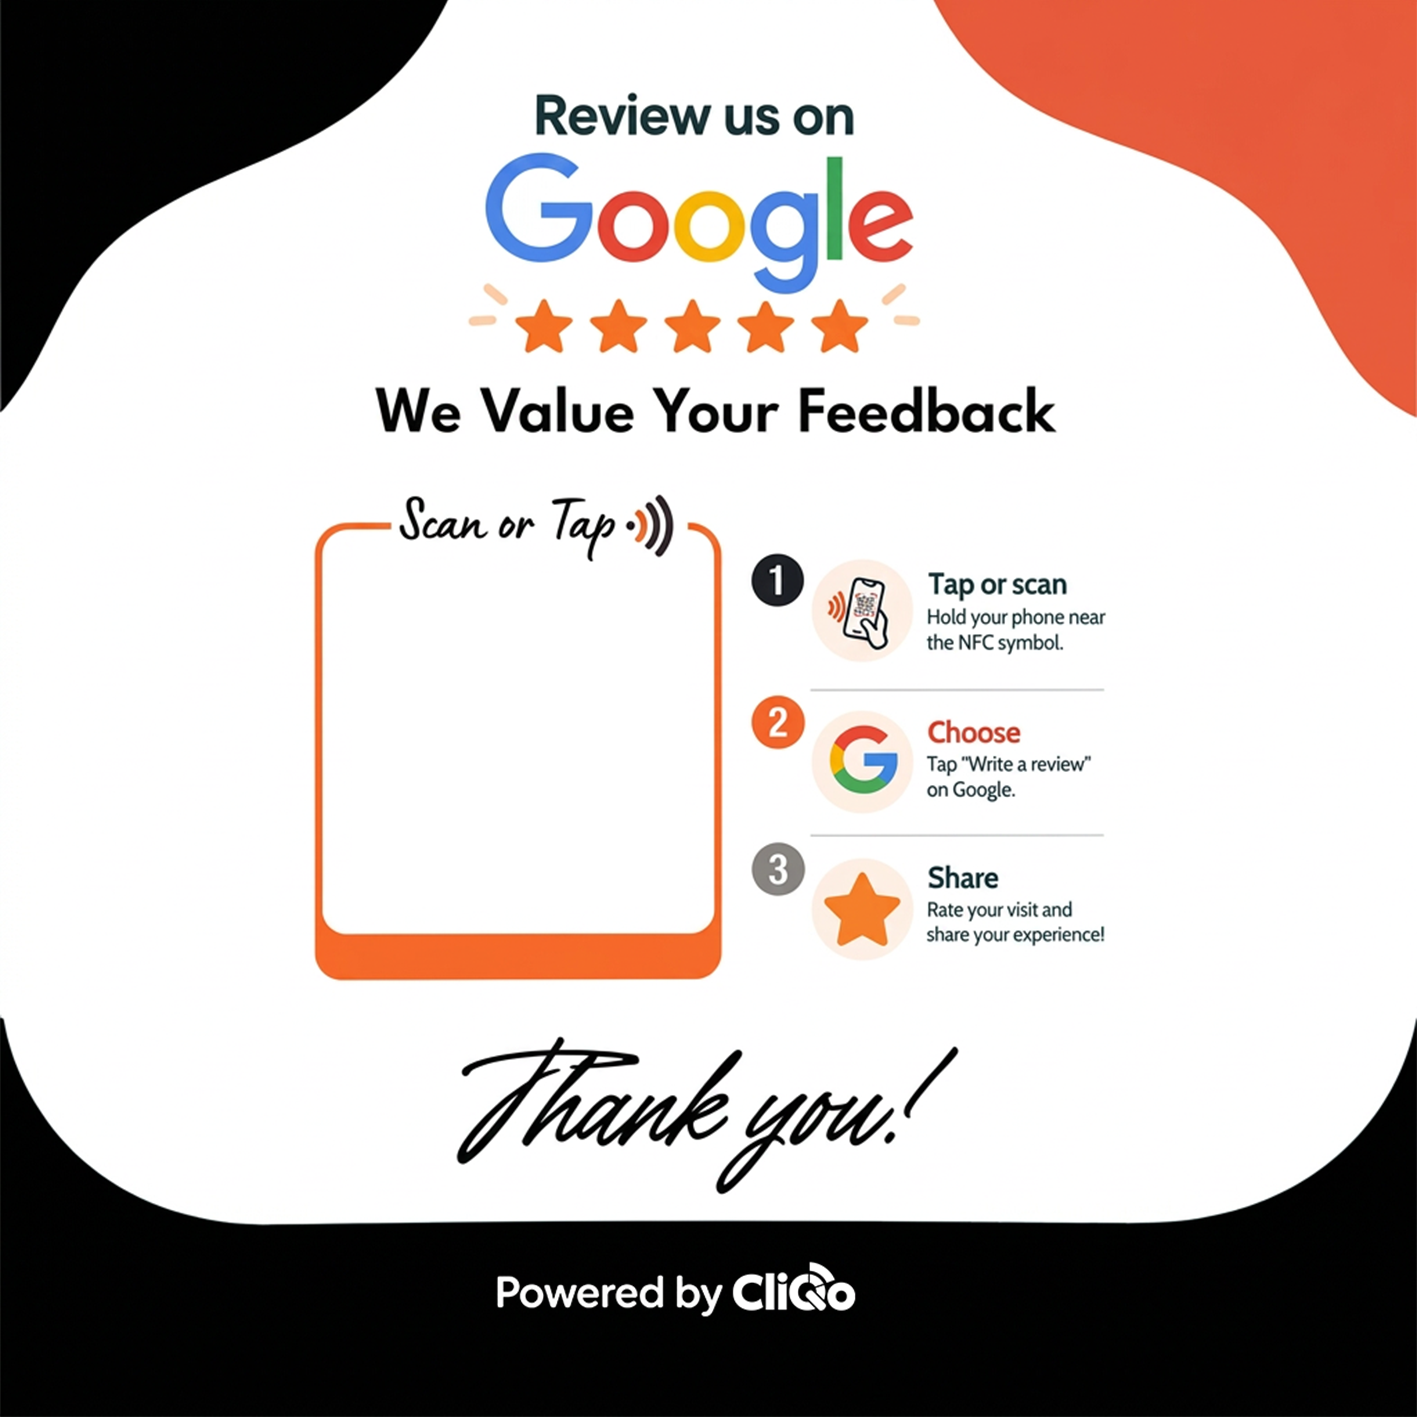 Review us on
Google
We Value Your Feedback
Scan or Tap
1
Tap or scan
Hold your phone near
the NFC symbol.
2
Choose
Tap "Write a review"
on Google.
3
Share
Rate your visit and
share your experience!
Thank you!
Powered by CliQo